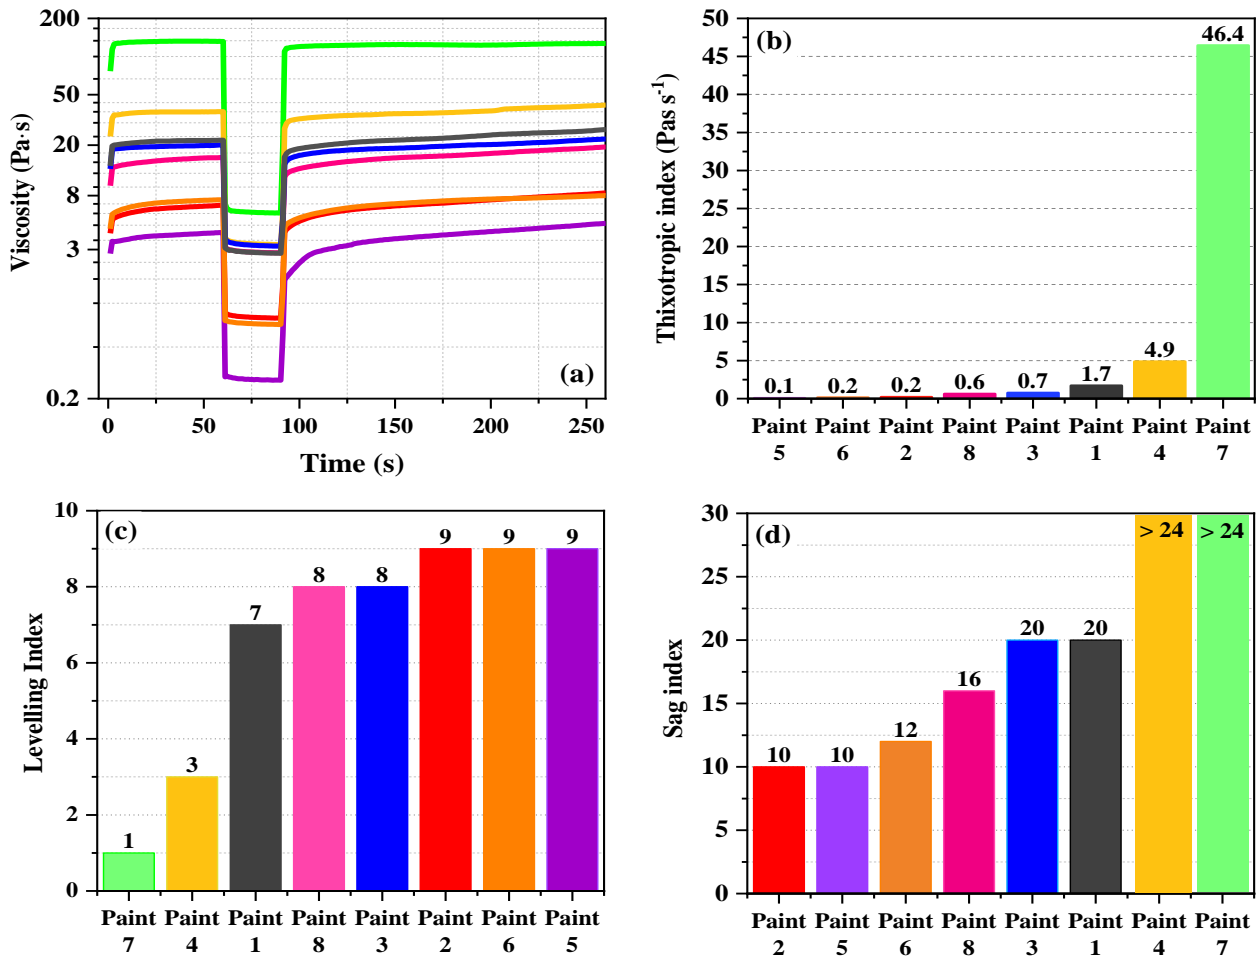 200
50
20
8
3
0.2
Viscosity (Pa·s)
(a)
0 50 100 150 200 250
Time (s)
(b)
50
45
40
35
30
25
20
15
10
5
0
Thixotropic index (Pas s⁻¹)
0.1 0.2 0.2 0.6 0.7 1.7 4.9 46.4
Paint Paint Paint Paint Paint Paint Paint Paint
5 6 2 8 3 1 4 7
(c)
10
8
6
4
2
0
Levelling Index
1 3 7 8 8 9 9 9
Paint Paint Paint Paint Paint Paint Paint Paint
7 4 1 8 3 2 6 5
(d)
30
25
20
15
10
5
0
Sag index
10 10 12 16 20 20 > 24 > 24
Paint Paint Paint Paint Paint Paint Paint Paint
2 5 6 8 3 1 4 7